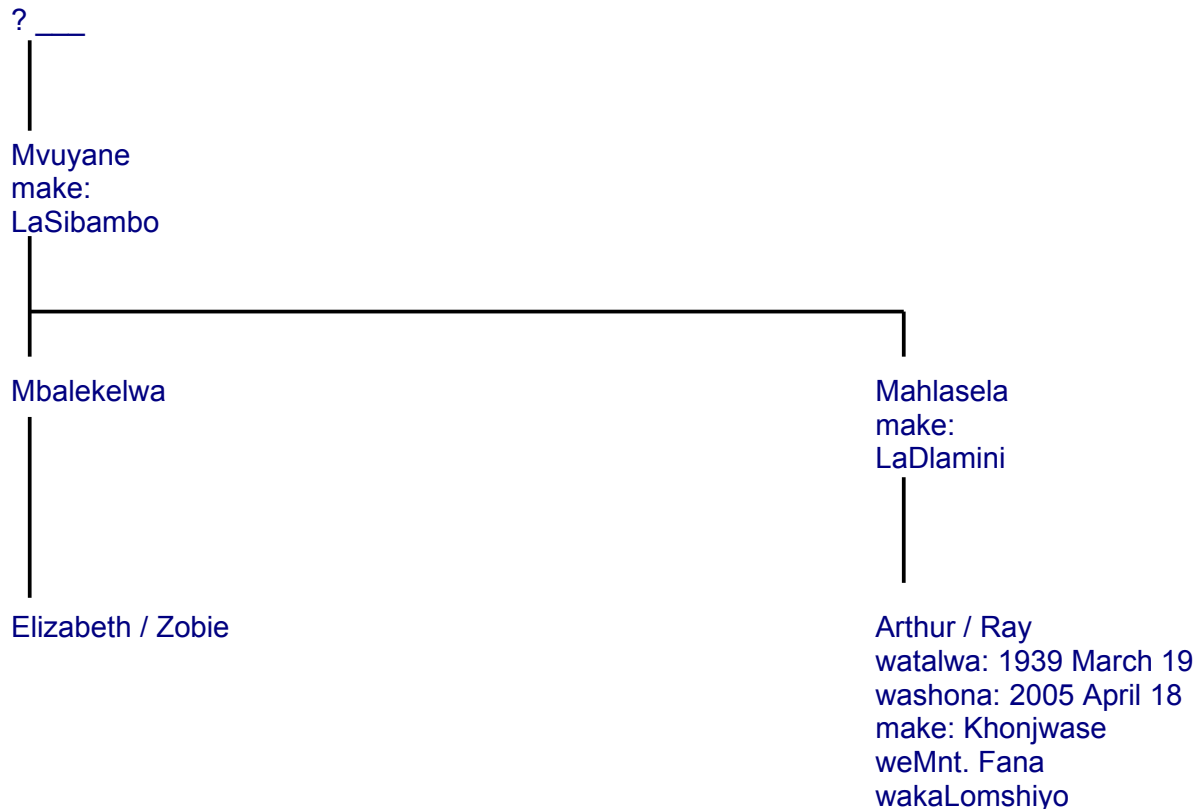 ? ___
Mvuyane
make:
LaSibambo
Mbalekelwa
Mahlasela
make:
LaDlamini
Elizabeth / Zobie
Arthur / Ray
watalwa: 1939 March 19
washona: 2005 April 18
make: Khonjwase
weMnt. Fana
wakaLomshiyo